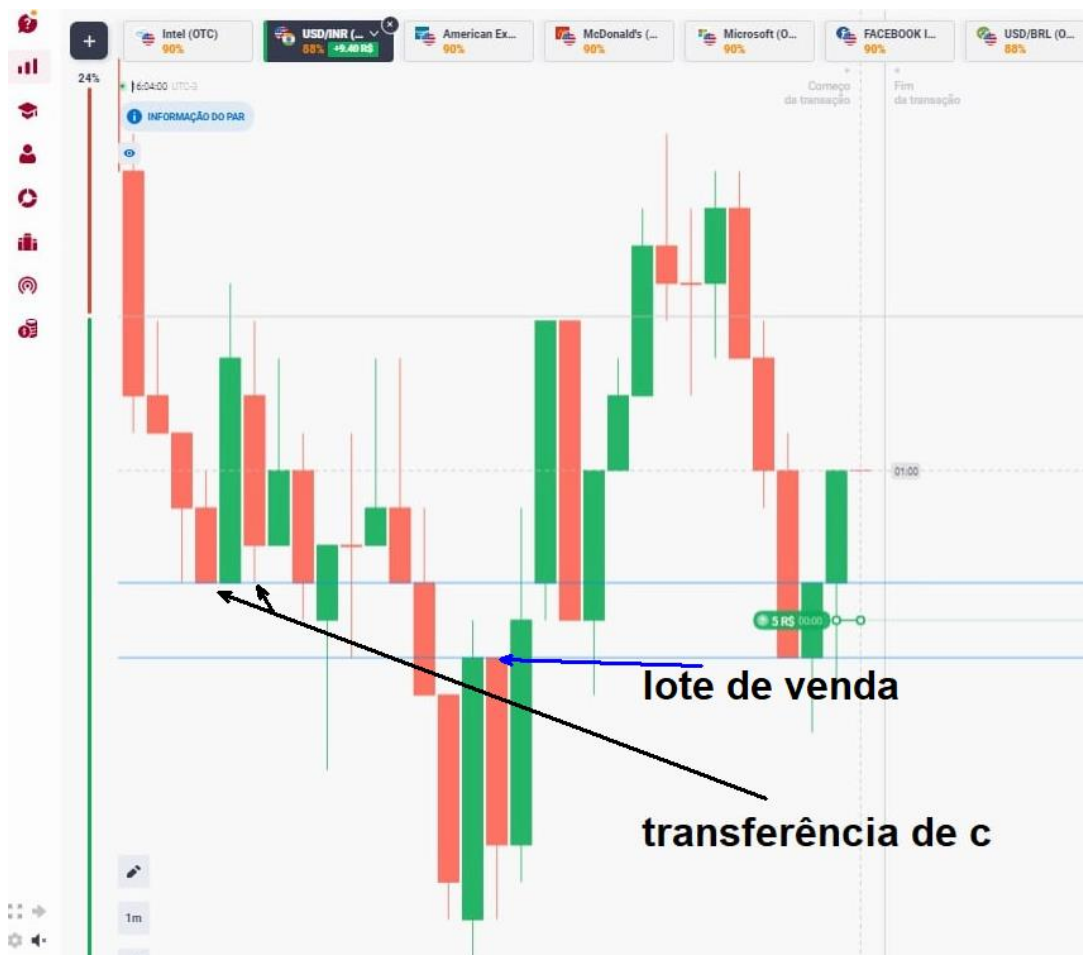 Intel (OTC)
90%
USD/INR (...
88% +9.40 R$
American Ex...
90%
McDonald's (...
90%
Microsoft (O...
90%
FACEBOOK I...
90%
USD/BRL (O...
88%
24%
16:04:00 UTC-3
Começo
da transação
Fim
da transação
INFORMAÇÃO DO PAR
01:00
5 R$ 00:00
lote de venda
transferência de c
1m